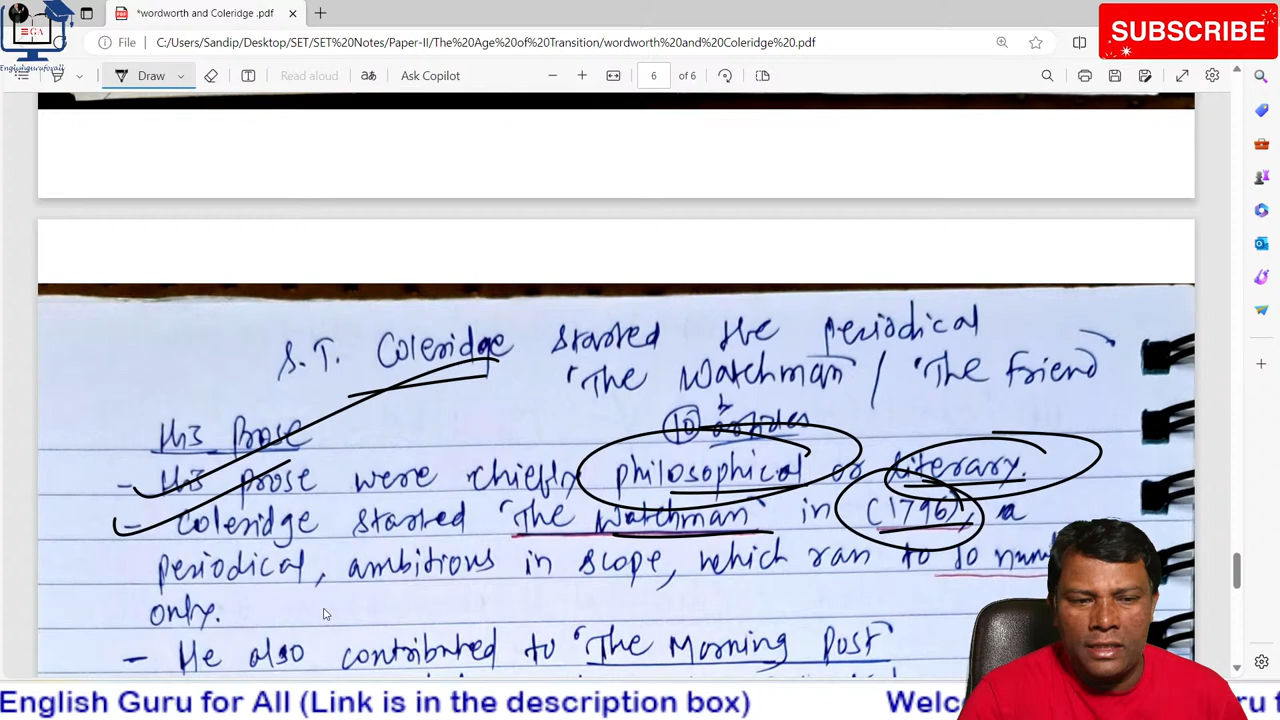 *wordworth and Coleridge .pdf
File
C:/Users/Sandip/Desktop/SET/SET%20Notes/Paper-II/The%20Age%20of%20Transition/wordworth%20and%20Coleridge%20.pdf
SUBSCRIBE
EGA
Englishguruforall
Draw
Read aloud
Ask Copilot
6 of 6
S.T. Coleridge started the periodical
'The Watchman' / 'The Friend'
His Prose
10
- His prose were chiefly philosophical or literary.
- Coleridge started 'The Watchman' in (1796), a
periodical, ambitious in scope, which ran to 10
only.
- He also contributed to 'The Morning Post'
English Guru for All (Link is in the description box)